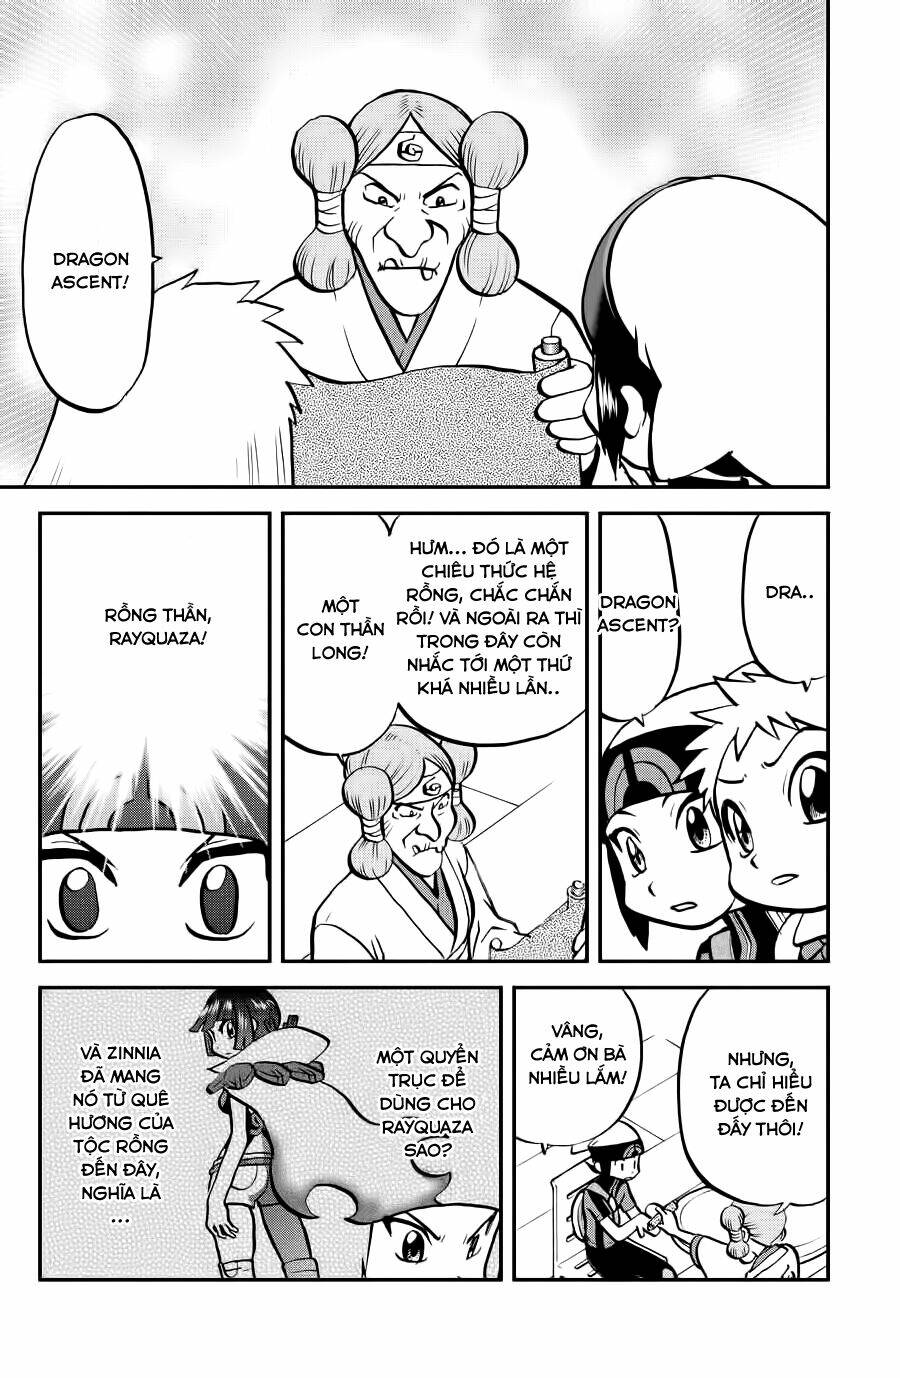 DRAGON
ASCENT!
DRA..
DRAGON
ASCENT?
HƯM... ĐÓ LÀ MỘT
CHIÊU THỨC HỆ
RỒNG, CHẮC CHẮN
RỒI! VÀ NGOÀI RA THÌ
TRONG ĐÂY CÒN
NHẮC TỚI MỘT THỨ
KHÁ NHIỀU LẦN..
MỘT
CON THẦN
LONG!
RỒNG THẦN,
RAYQUAZA!
NHƯNG,
TA CHỈ HIỂU
ĐƯỢC ĐẾN
ĐẤY THÔI!
VÂNG,
CẢM ƠN BÀ
NHIỀU LẮM!
MỘT QUYỂN
TRỤC ĐỂ
DÙNG CHO
RAYQUAZA
SAO?
VÀ ZINNIA
ĐÃ MANG
NÓ TỪ QUÊ
HƯƠNG CỦA
TỘC RỒNG
ĐẾN ĐÂY,
NGHĨA LÀ
...